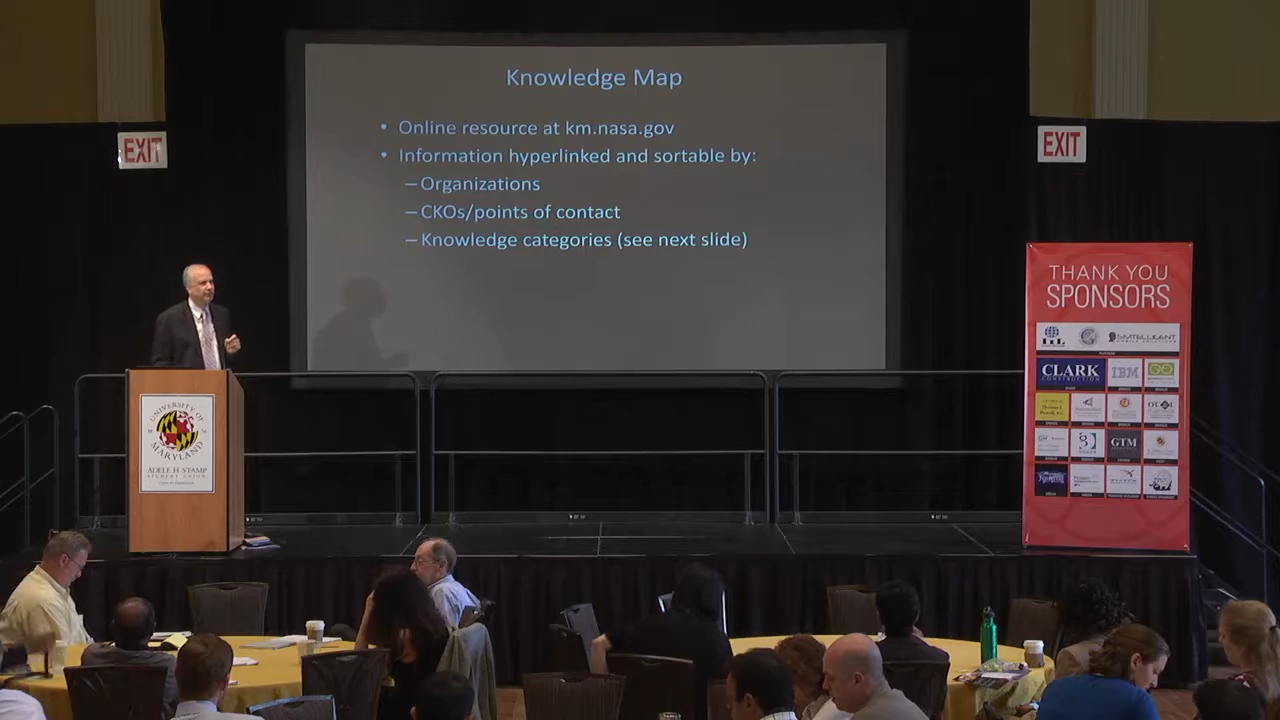 Knowledge Map
• Online resource at km.nasa.gov
• Information hyperlinked and sortable by:
–Organizations
–CKOs/points of contact
–Knowledge categories (see next slide)
EXIT
EXIT
UNIVERSITY OF
MARYLAND
ADELE H. STAMP
STUDENT UNION
THANK YOU
SPONSORS
CLARK
CONSTRUCTION
IBM
GTM